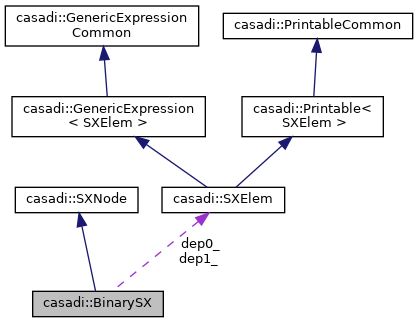 casadi::GenericExpression
Common
casadi::PrintableCommon
casadi::GenericExpression
< SXElem >
casadi::Printable<
SXElem >
casadi::SXNode
casadi::SXElem
dep0_
dep1_
casadi::BinarySX